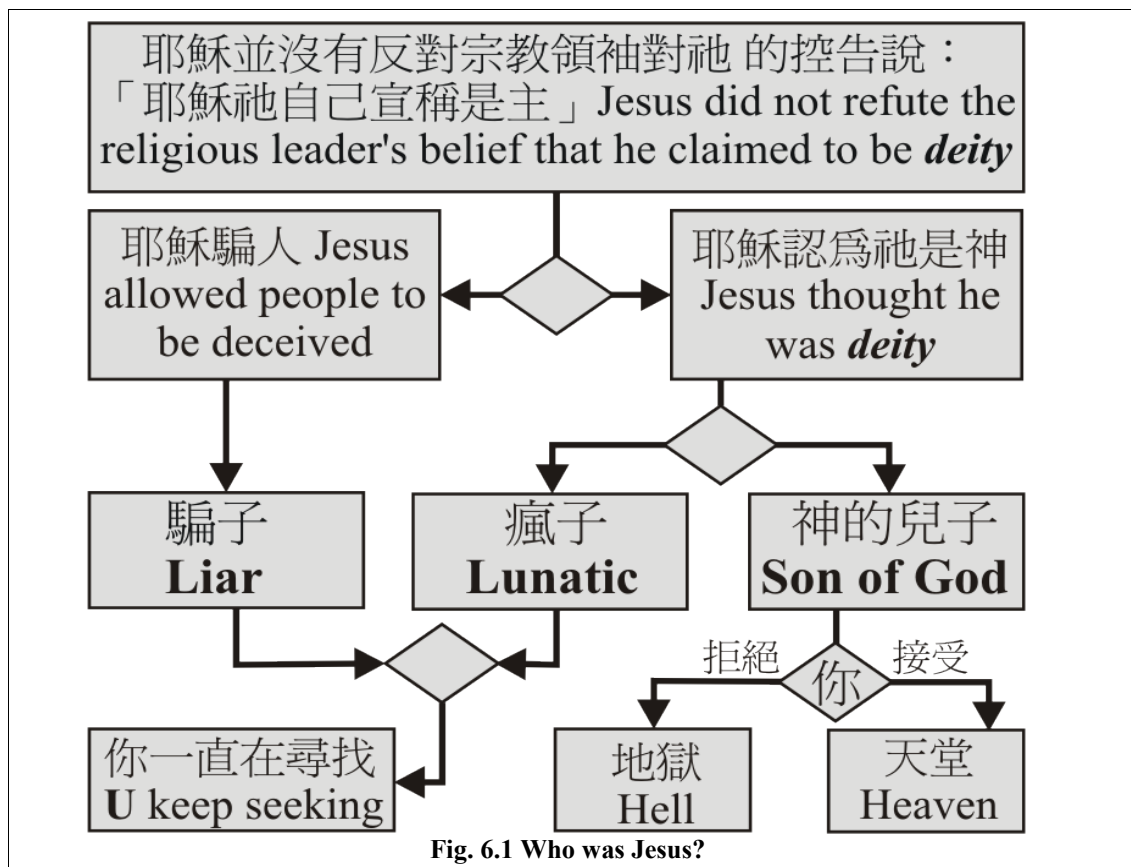 耶穌並沒有反對宗教領袖對祂 的控告說：
「耶穌祂自己宣稱是主」Jesus did not refute the
religious leader's belief that he claimed to be deity
耶穌騙人 Jesus
allowed people to
be deceived
耶穌認爲祂是神
Jesus thought he
was deity
騙子
Liar
瘋子
Lunatic
神的兒子
Son of God
拒絕
你
接受
你一直在尋找
U keep seeking
地獄
Hell
天堂
Heaven
Fig. 6.1 Who was Jesus?